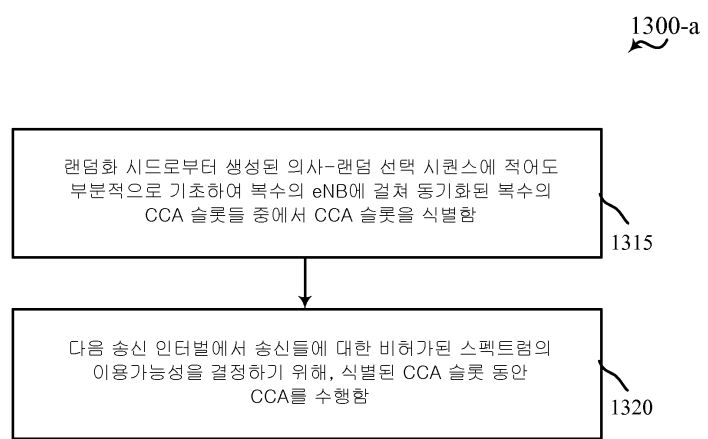 1300-a
랜덤화 시드로부터 생성된 의사-랜덤 선택 시퀀스에 적어도
부분적으로 기초하여 복수의 eNB에 걸쳐 동기화된 복수의
CCA 슬롯들 중에서 CCA 슬롯을 식별함
1315
다음 송신 인터벌에서 송신들에 대한 비허가된 스펙트럼의
이용가능성을 결정하기 위해, 식별된 CCA 슬롯 동안
CCA를 수행함
1320